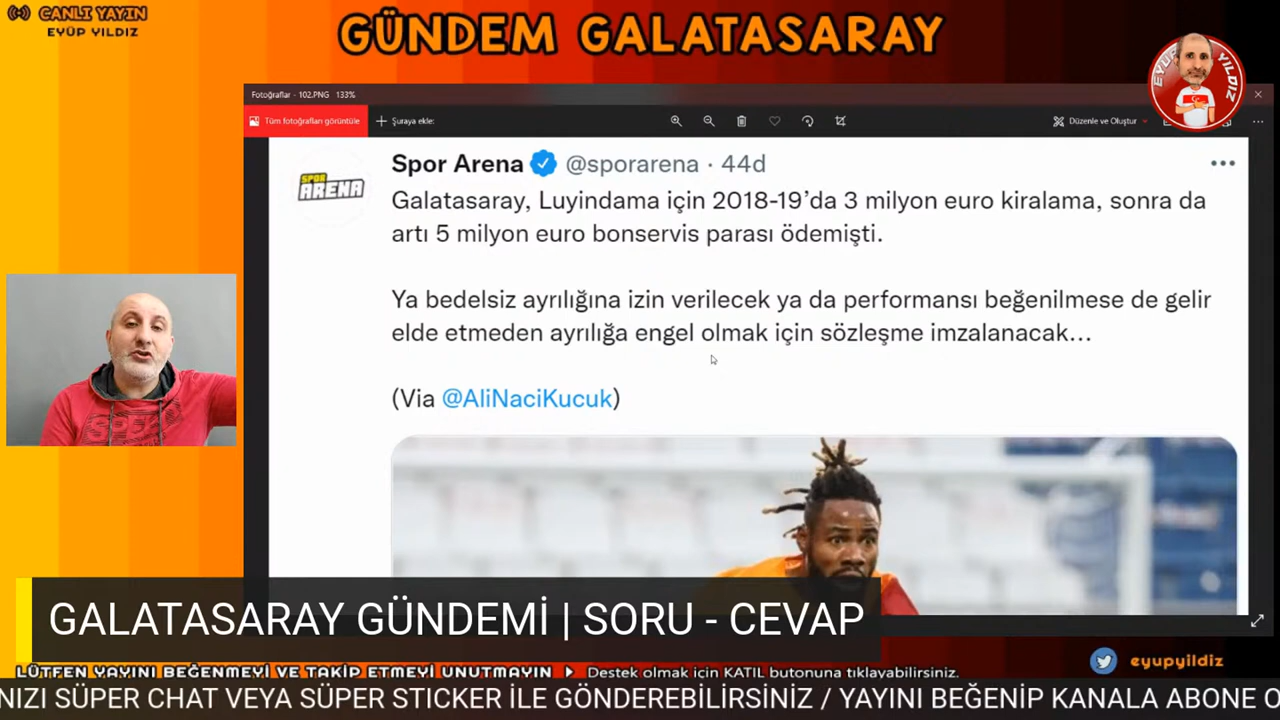 CANLI YAYIN
EYÜP YILDIZ
GÜNDEM GALATASARAY
EYÜP YILDIZ
Fotoğraflar - 102.PNG 133%
Tüm fotoğrafları görüntüle
Şuraya ekle:
Düzenle ve Oluştur
SPOR ARENA
Spor Arena @sporarena · 44d
Galatasaray, Luyindama için 2018-19’da 3 milyon euro kiralama, sonra da
artı 5 milyon euro bonservis parası ödemişti.
Ya bedelsiz ayrılığına izin verilecek ya da performansı beğenilmese de gelir
elde etmeden ayrılığa engel olmak için sözleşme imzalanacak...
(Via @AliNaciKucuk)
GALATASARAY GÜNDEMİ | SORU - CEVAP
eyupyildiz
LÜTFEN YAYINI BEĞENMEYİ VE TAKİP ETMEYİ UNUTMAYIN
Destek olmak için KATIL butonuna tıklayabilirsiniz.
NIZI SÜPER CHAT VEYA SÜPER STICKER İLE GÖNDEREBİLİRSİNİZ / YAYINI BEĞENİP KANALA ABONE O